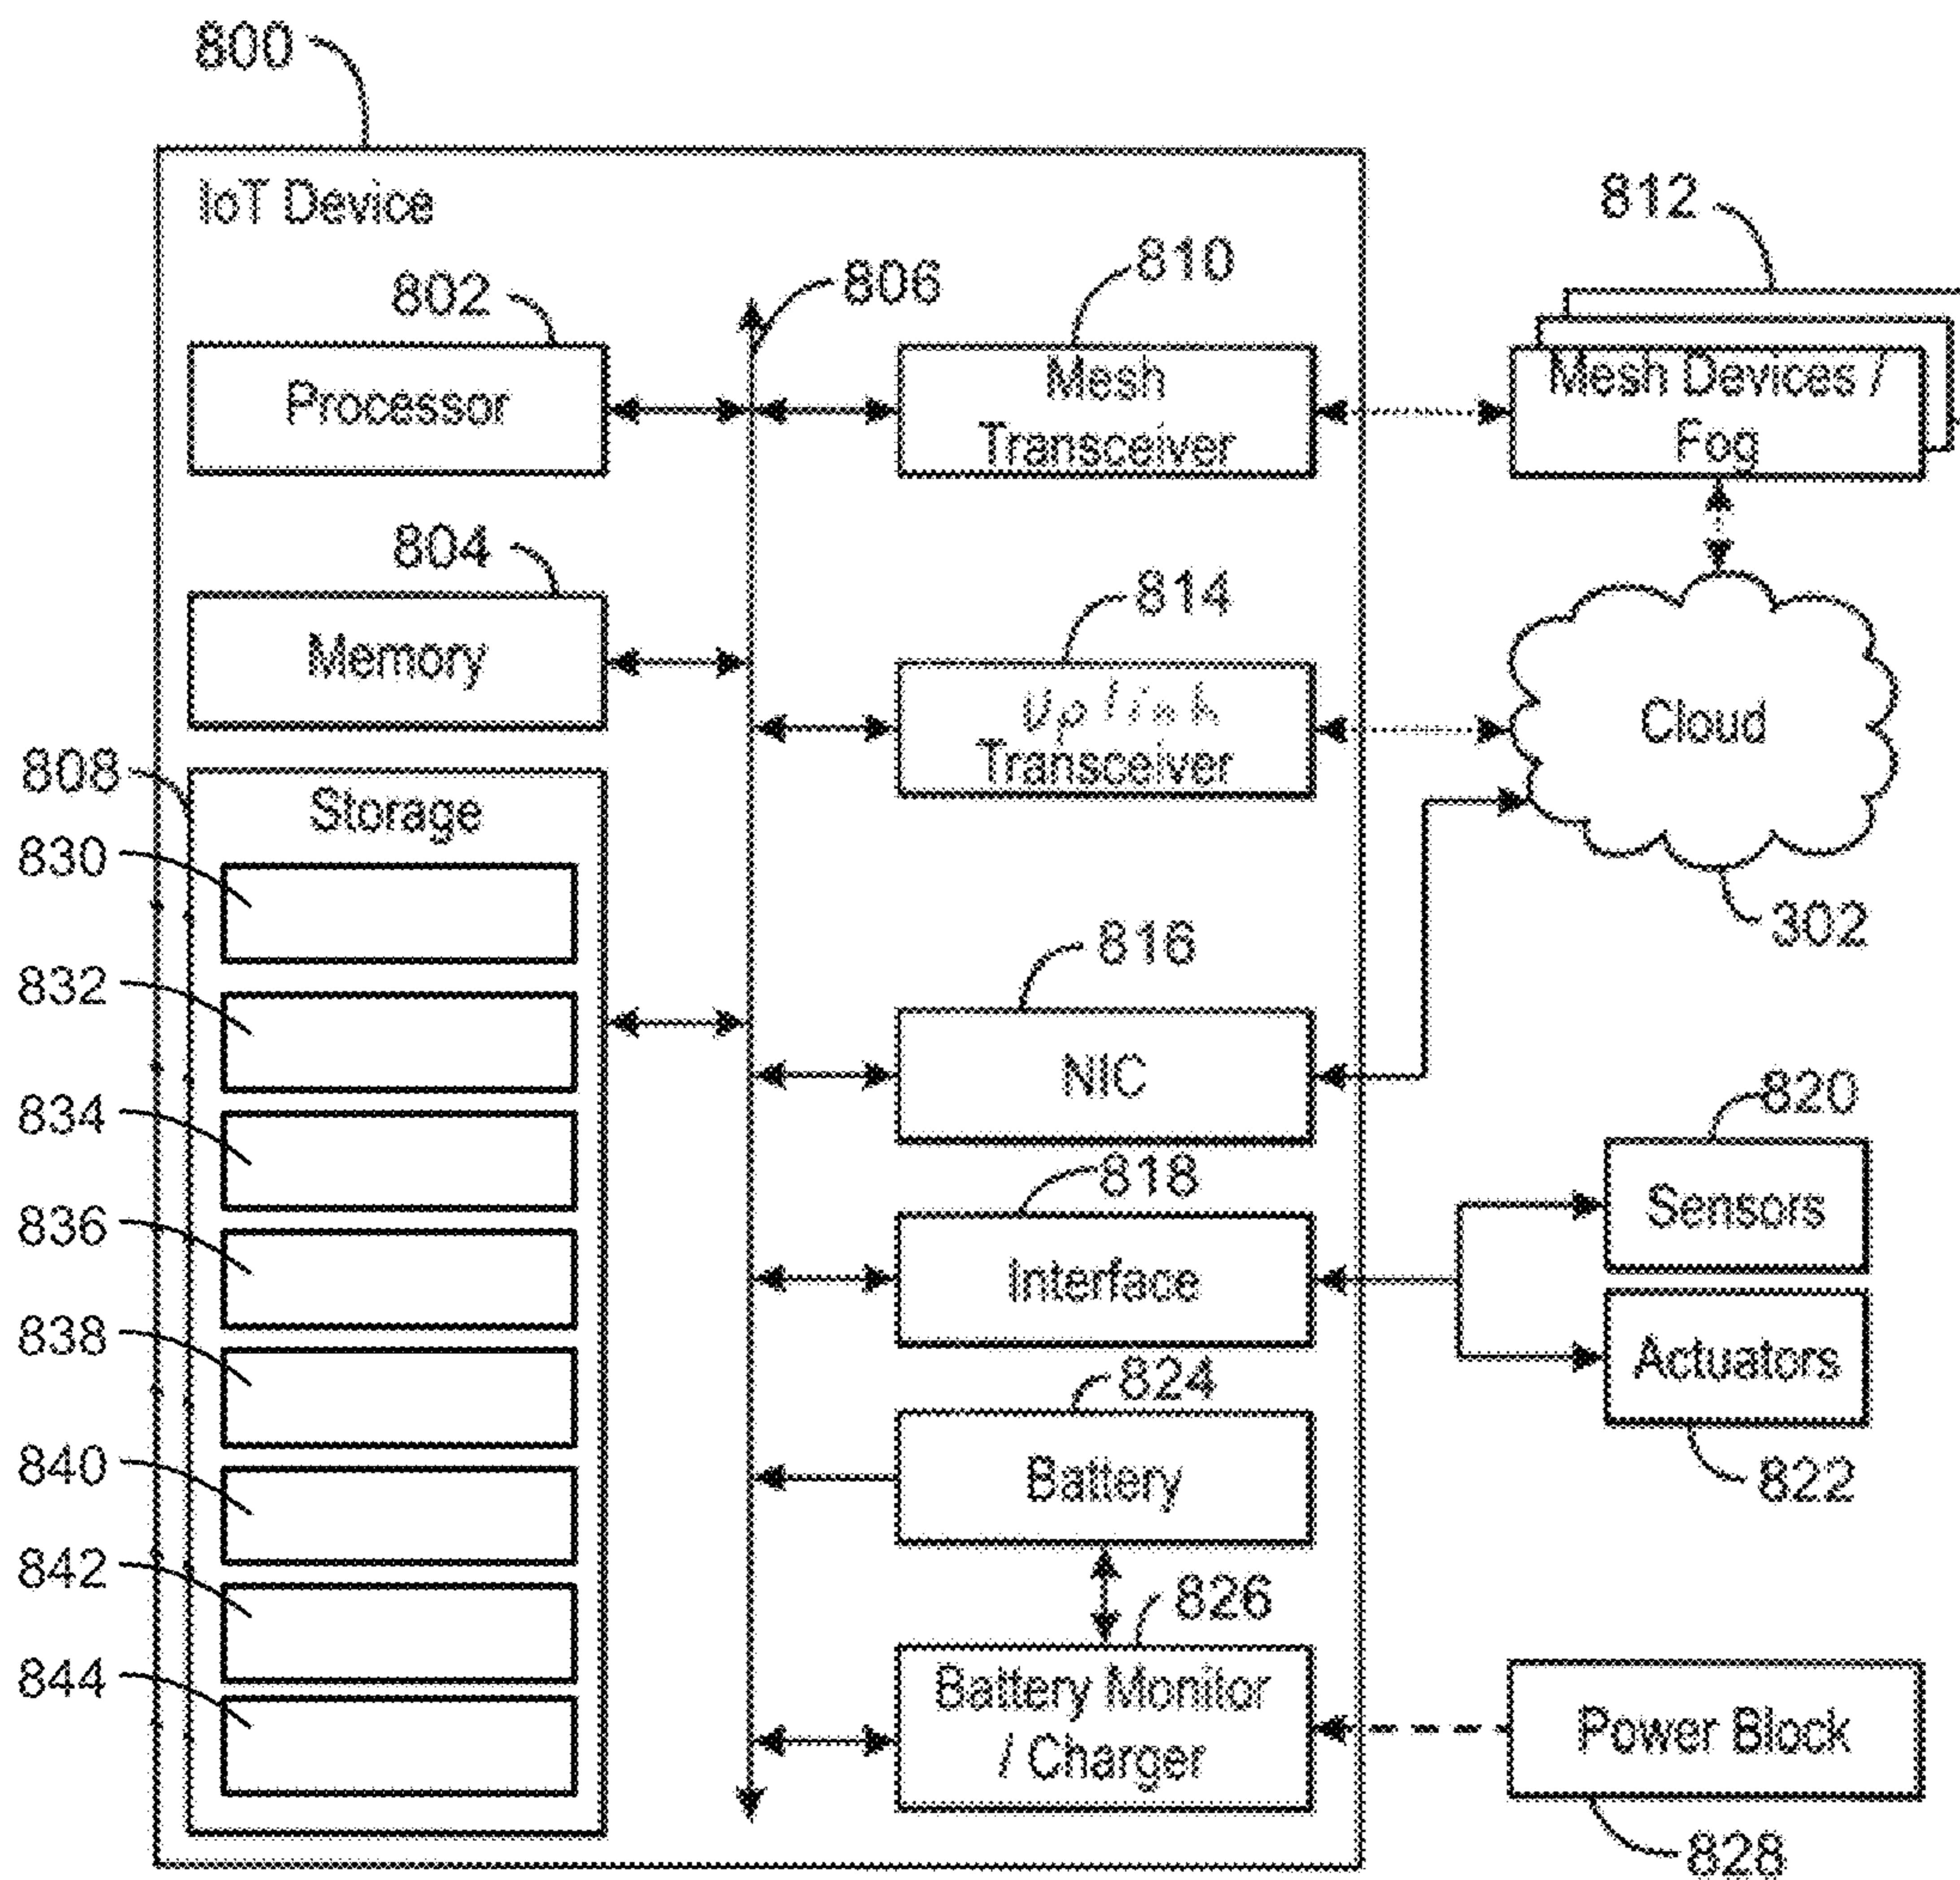 800
IoT Device
812
810
806
802
Processor
Mesh
Transceiver
Mesh Devices /
Fog
804
Memory
814
Uplink
Transceiver
Cloud
302
808
Storage
830
832
834
836
838
840
842
844
816
NIC
820
Sensors
818
Interface
Actuators
822
824
Battery
826
Battery Monitor
/ Charger
Power Block
828